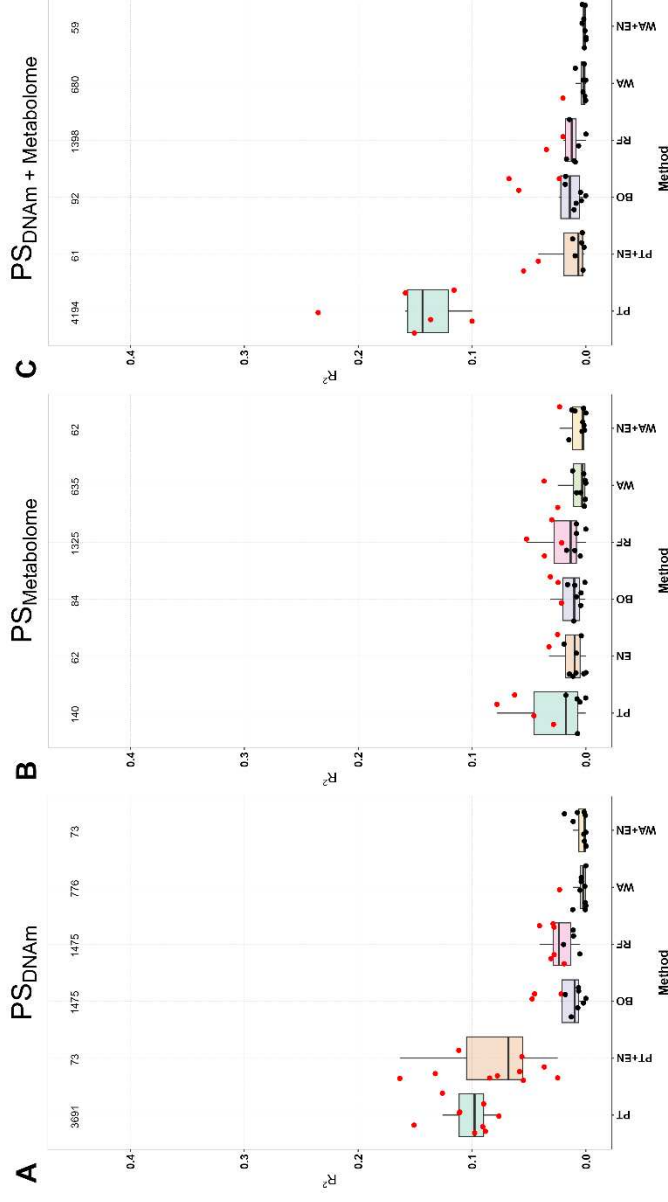 A
PS_DNAm
3691
73
1475
1475
776
73
0.4
0.3
R²
0.2
0.1
0.0
PT
PT+EN
BO
RF
WA
WA+EN
Method
B
PS_Metabolome
140
62
84
1325
635
62
0.4
0.3
R²
0.2
0.1
0.0
PT
EN
BO
RF
WA
WA+EN
Method
C
PS_DNAm + Metabolome
4194
61
92
1398
680
59
0.4
0.3
R²
0.2
0.1
0.0
PT
PT+EN
BO
RF
WA
WA+EN
Method